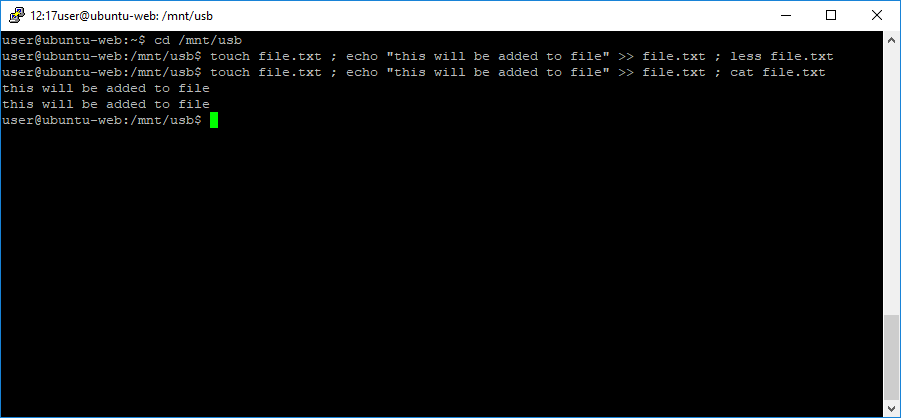 12:17user@ubuntu-web: /mnt/usb
user@ubuntu-web:~$ cd /mnt/usb
user@ubuntu-web:/mnt/usb$ touch file.txt ; echo "this will be added to file" >> file.txt ; less file.txt
user@ubuntu-web:/mnt/usb$ touch file.txt ; echo "this will be added to file" >> file.txt ; cat file.txt
this will be added to file
this will be added to file
user@ubuntu-web:/mnt/usb$